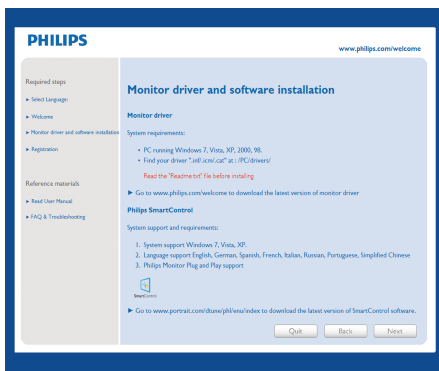 PHILIPS
www.philips.com/welcome
Required steps
► Select Language:
► Welcome
► Monitor driver and software installation
► Registration
Reference materials
► Read User Manual
► FAQ & Troubleshooting
Monitor driver and software installation
Monitor driver
System requirements:
• PC running Windows 7, Vista, XP, 2000, 98.
• Find your driver ".inf/.icm/.cat" at : /PC/drivers/
Read the "Readme.txt" file before installing.
► Go to www.philips.com/welcome to download the latest version of monitor driver
Philips SmartControl
System support and requirements:
1. System support Windows 7, Vista, XP.
2. Language support English, German, Spanish, French, Italian, Russian, Portuguese, Simplified Chinese
3. Philips Monitor Plug and Play support
SmartControl
► Go to www.portrait.com/dtune/phl/enu/index to download the latest version of SmartControl software.
Quit
Back
Next